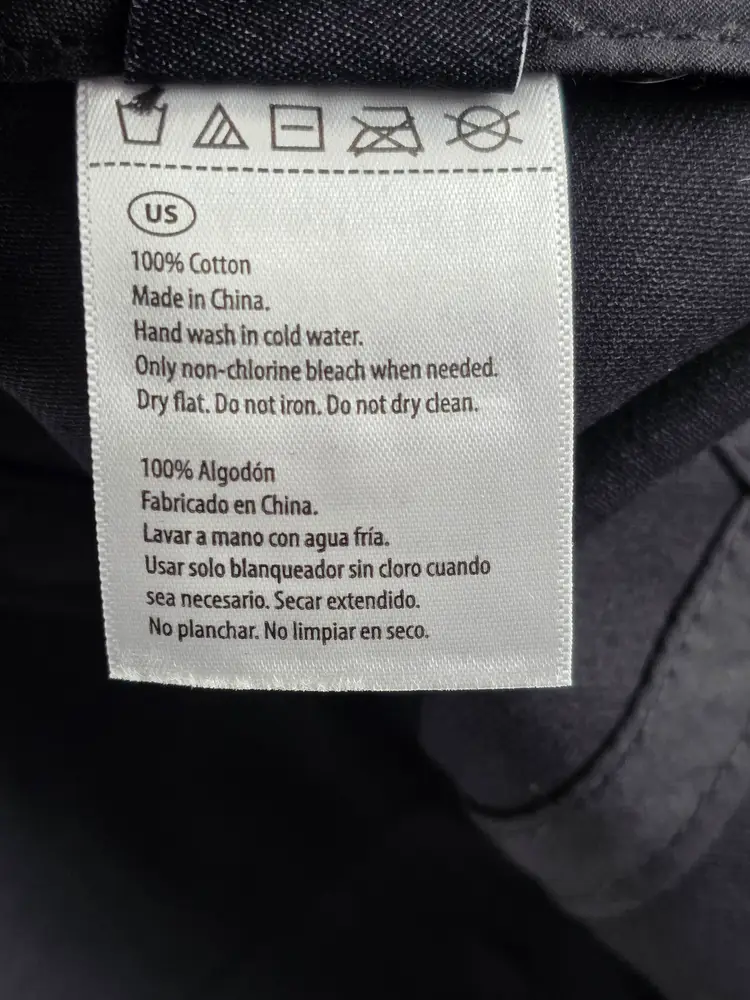 US
100% Cotton
Made in China.
Hand wash in cold water.
Only non-chlorine bleach when needed.
Dry flat. Do not iron. Do not dry clean.
100% Algodón
Fabricado en China.
Lavar a mano con agua fría.
Usar solo blanqueador sin cloro cuando
sea necesario. Secar extendido.
No planchar. No limpiar en seco.